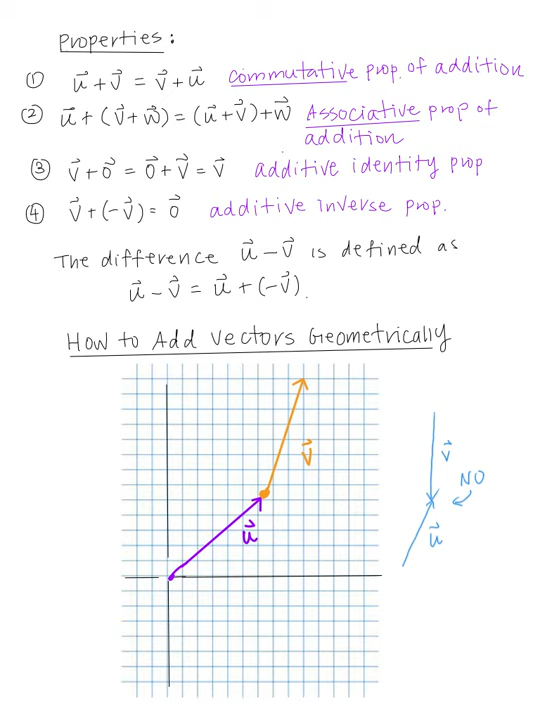 Properties:
① u⃗ + v⃗ = v⃗ + u⃗ commutative prop. of addition
② u⃗ + (v⃗ + w⃗) = (u⃗ + v⃗) + w⃗ Associative prop of
addition
③ v⃗ + 0⃗ = 0⃗ + v⃗ = v⃗ additive identity prop
④ v⃗ + (-v⃗) = 0⃗ additive inverse prop.
The difference u⃗ - v⃗ is defined as
u⃗ - v⃗ = u⃗ + (-v⃗).
How to Add Vectors Geometrically
v⃗
u⃗
v⃗
NO
u⃗